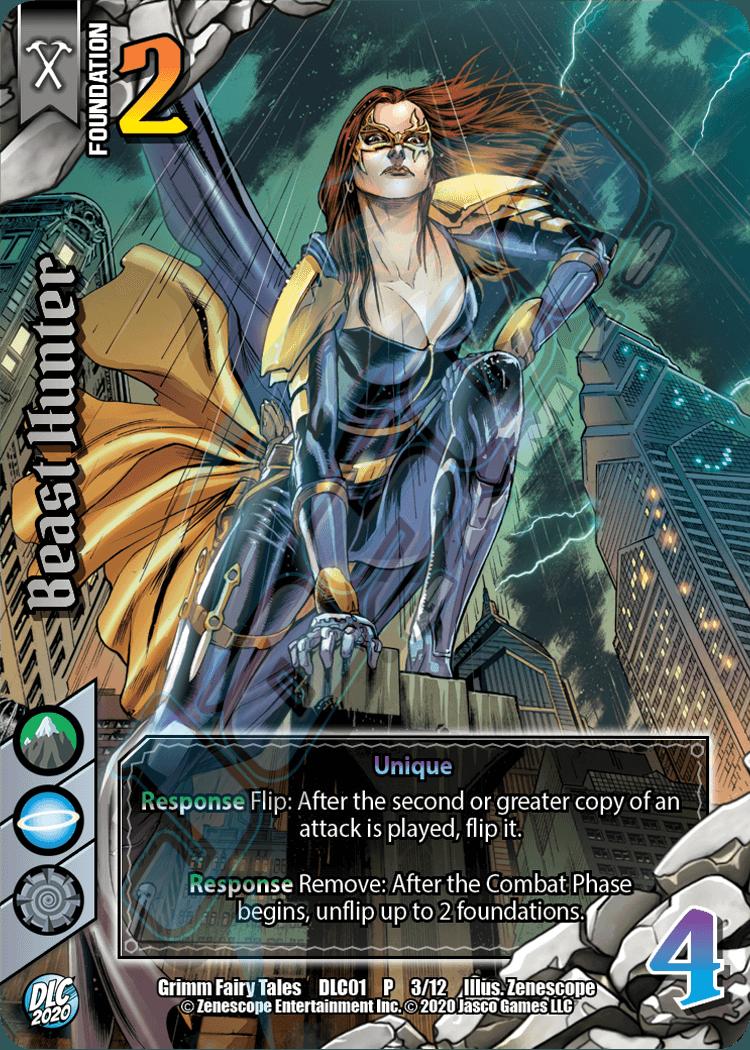 FOUNDATION
2
Beast Hunter
Unique
Response Flip: After the second or greater copy of an
attack is played, flip it.
Response Remove: After the Combat Phase
begins, unflip up to 2 foundations.
4
DLC
2020
Grimm Fairy Tales DLC01 P 3/12 Illus. Zenescope
© Zenescope Entertainment Inc. © 2020 Jasco Games LLC